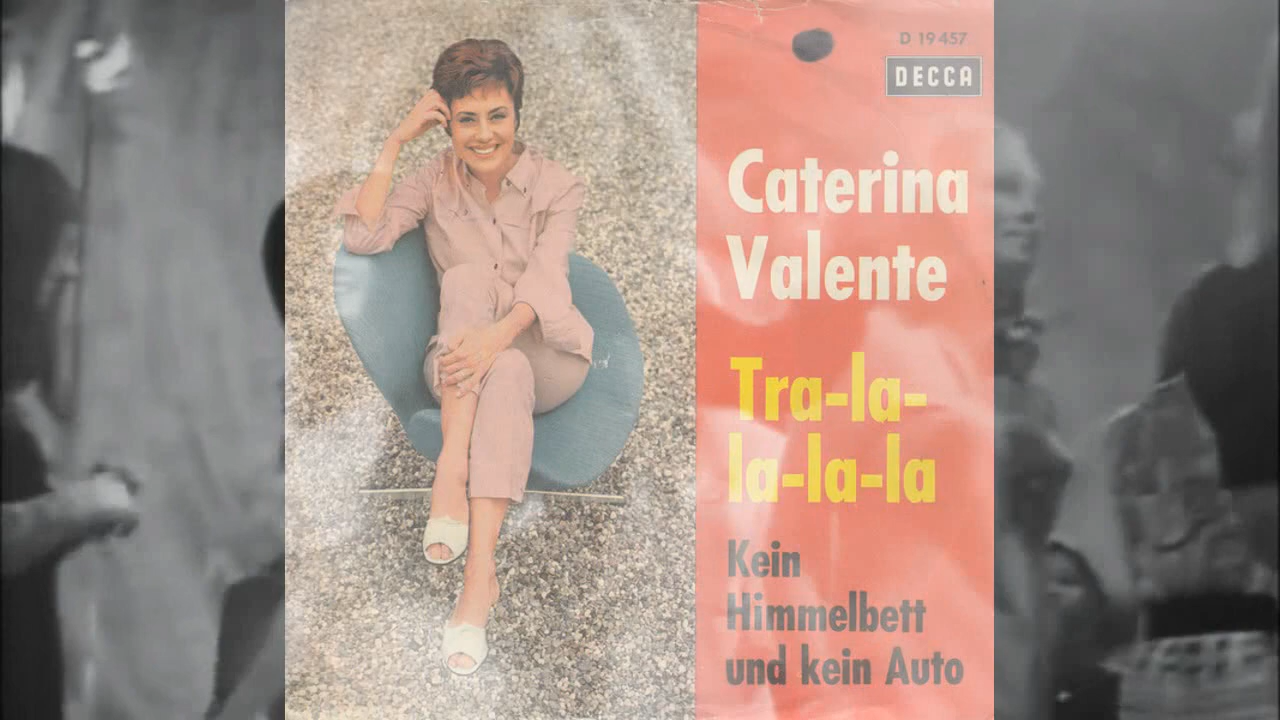 D 19 457
DECCA
Caterina
Valente
Tra-la-
la-la-la
Kein
Himmelbett
und kein Auto